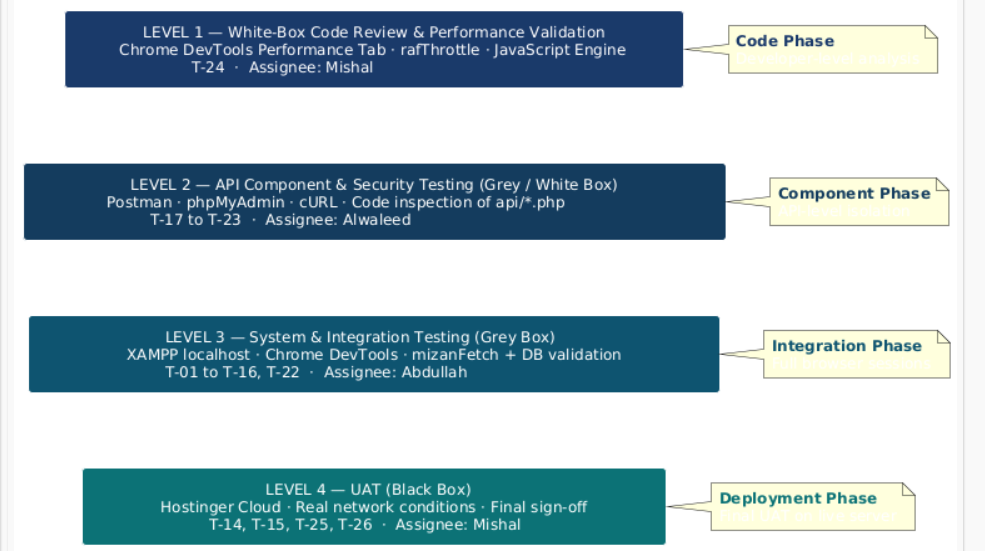 LEVEL 1 — White-Box Code Review & Performance Validation
Chrome DevTools Performance Tab · rafThrottle · JavaScript Engine
T-24 · Assignee: Mishal
Code Phase
LEVEL 2 — API Component & Security Testing (Grey / White Box)
Postman · phpMyAdmin · cURL · Code inspection of api/*.php
T-17 to T-23 · Assignee: Alwaleed
Component Phase
LEVEL 3 — System & Integration Testing (Grey Box)
XAMPP localhost · Chrome DevTools · mizanFetch + DB validation
T-01 to T-16, T-22 · Assignee: Abdullah
Integration Phase
LEVEL 4 — UAT (Black Box)
Hostinger Cloud · Real network conditions · Final sign-off
T-14, T-15, T-25, T-26 · Assignee: Mishal
Deployment Phase